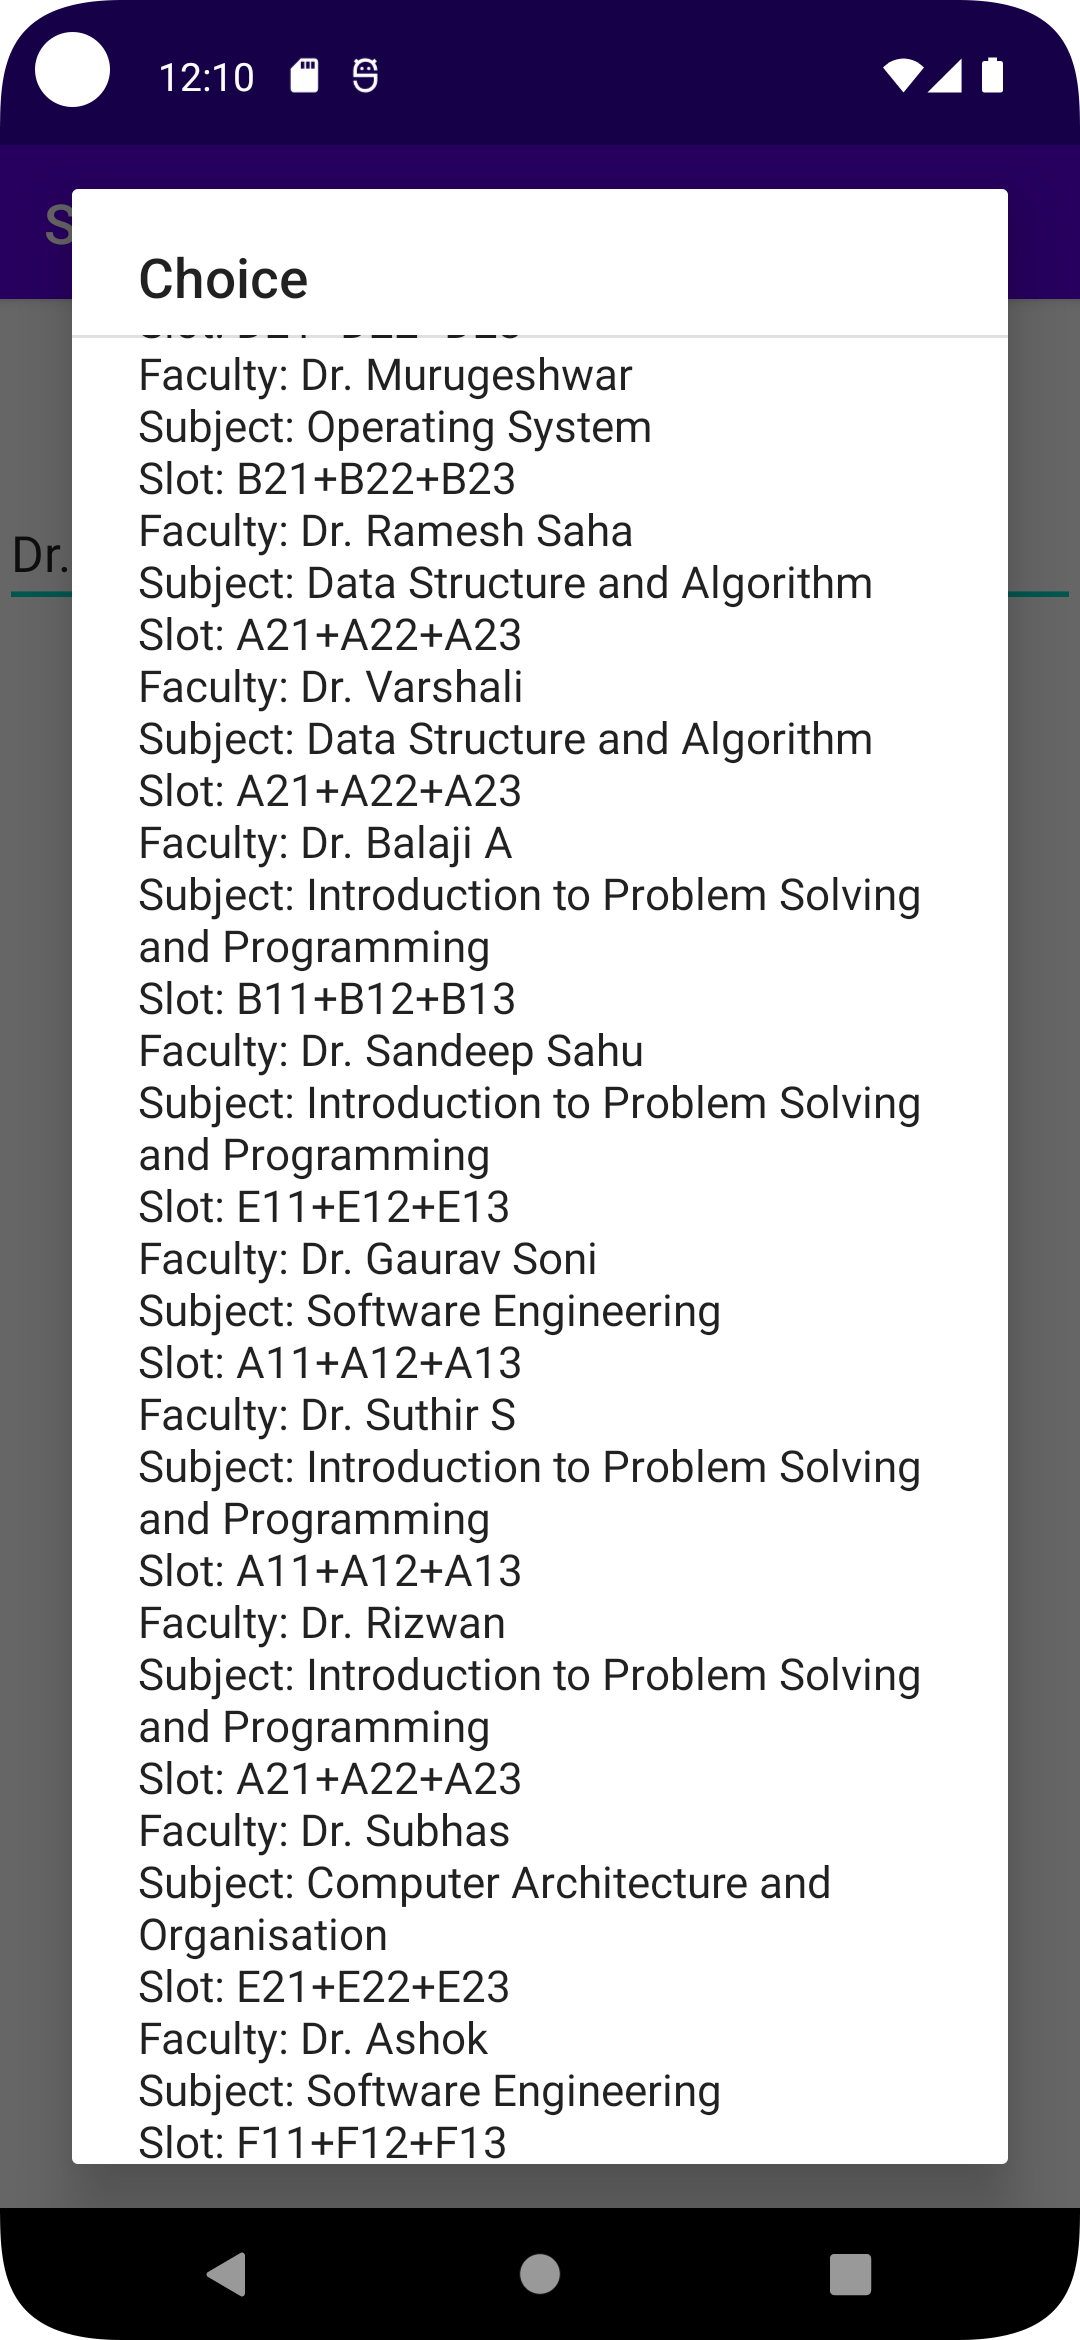 12:10
S
Choice
Faculty: Dr. Murugeshwar
Subject: Operating System
Slot: B21+B22+B23
Faculty: Dr. Ramesh Saha
Subject: Data Structure and Algorithm
Slot: A21+A22+A23
Faculty: Dr. Varshali
Subject: Data Structure and Algorithm
Slot: A21+A22+A23
Faculty: Dr. Balaji A
Subject: Introduction to Problem Solving
and Programming
Slot: B11+B12+B13
Faculty: Dr. Sandeep Sahu
Subject: Introduction to Problem Solving
and Programming
Slot: E11+E12+E13
Faculty: Dr. Gaurav Soni
Subject: Software Engineering
Slot: A11+A12+A13
Faculty: Dr. Suthir S
Subject: Introduction to Problem Solving
and Programming
Slot: A11+A12+A13
Faculty: Dr. Rizwan
Subject: Introduction to Problem Solving
and Programming
Slot: A21+A22+A23
Faculty: Dr. Subhas
Subject: Computer Architecture and
Organisation
Slot: E21+E22+E23
Faculty: Dr. Ashok
Subject: Software Engineering
Slot: F11+F12+F13
Dr.